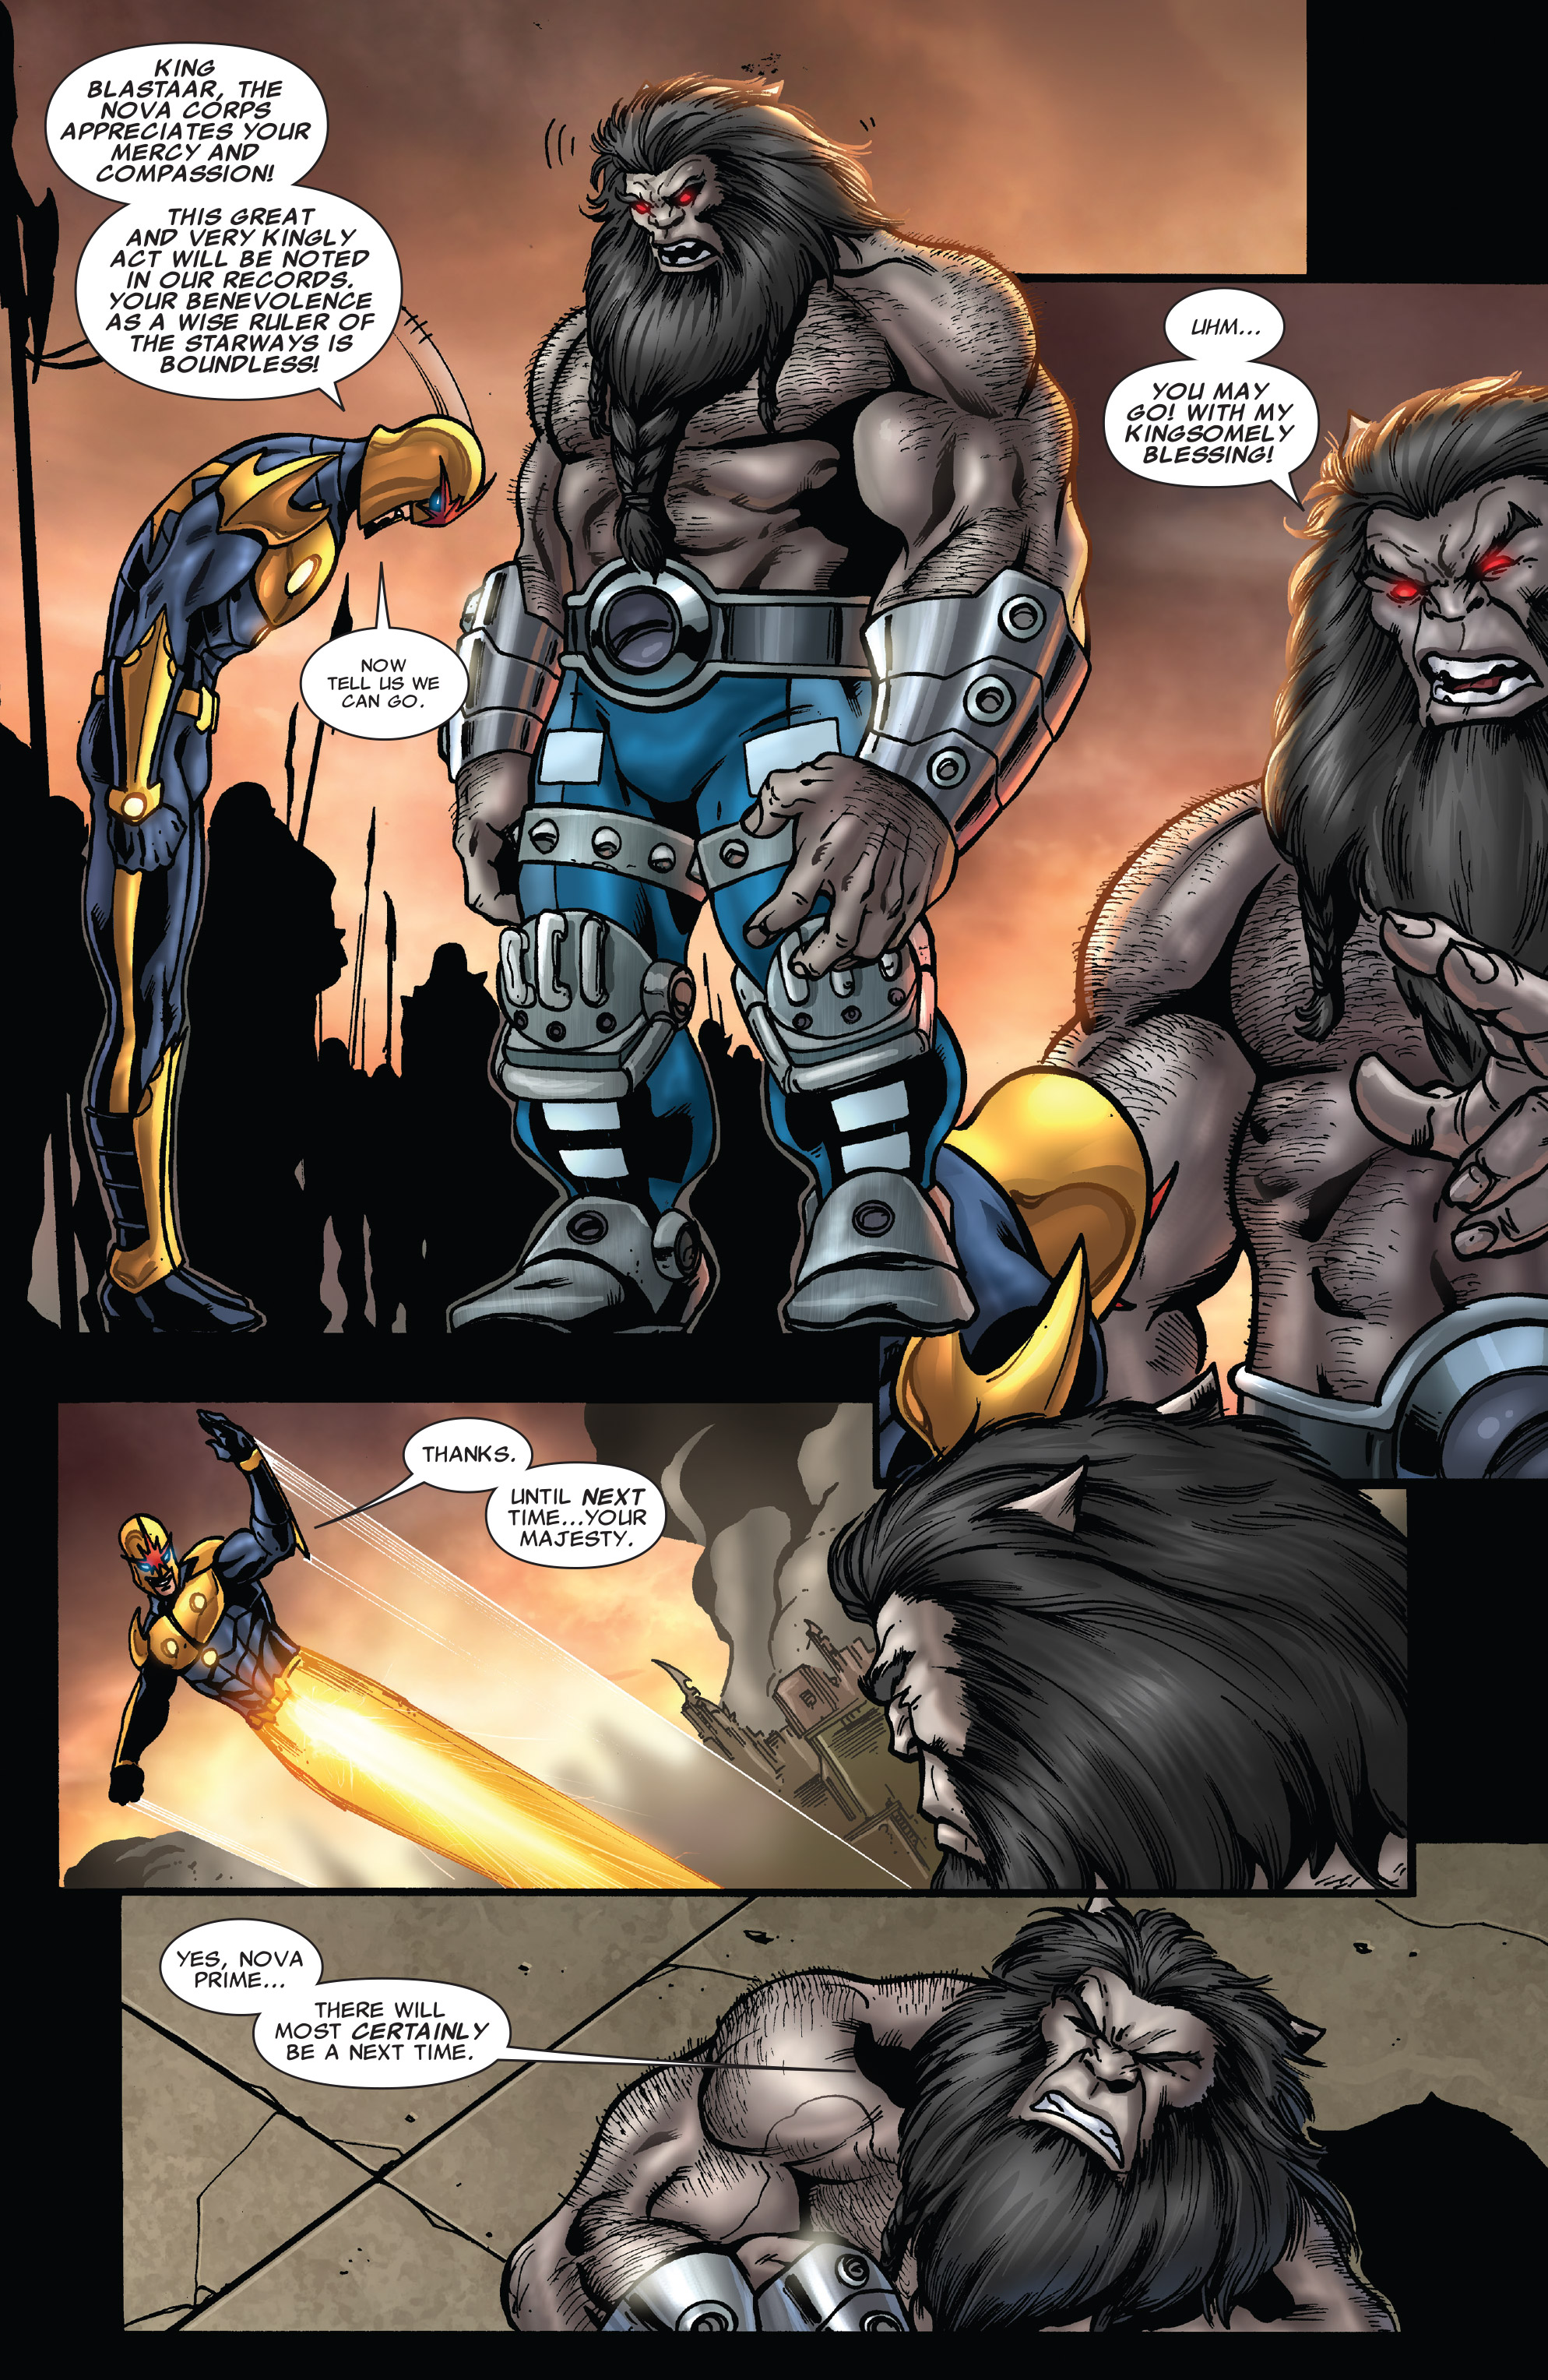 KING
BLASTAAR, THE
NOVA CORPS
APPRECIATES YOUR
MERCY AND
COMPASSION!
THIS GREAT
AND VERY KINGLY
ACT WILL BE NOTED
IN OUR RECORDS.
YOUR BENEVOLENCE
AS A WISE RULER OF
THE STARWAYS IS
BOUNDLESS!
NOW
TELL US WE
CAN GO.
UHM...
YOU MAY
GO! WITH MY
KINGSOMELY
BLESSING!
THANKS.
UNTIL NEXT
TIME...YOUR
MAJESTY.
YES, NOVA
PRIME...
THERE WILL
MOST CERTAINLY
BE A NEXT TIME.